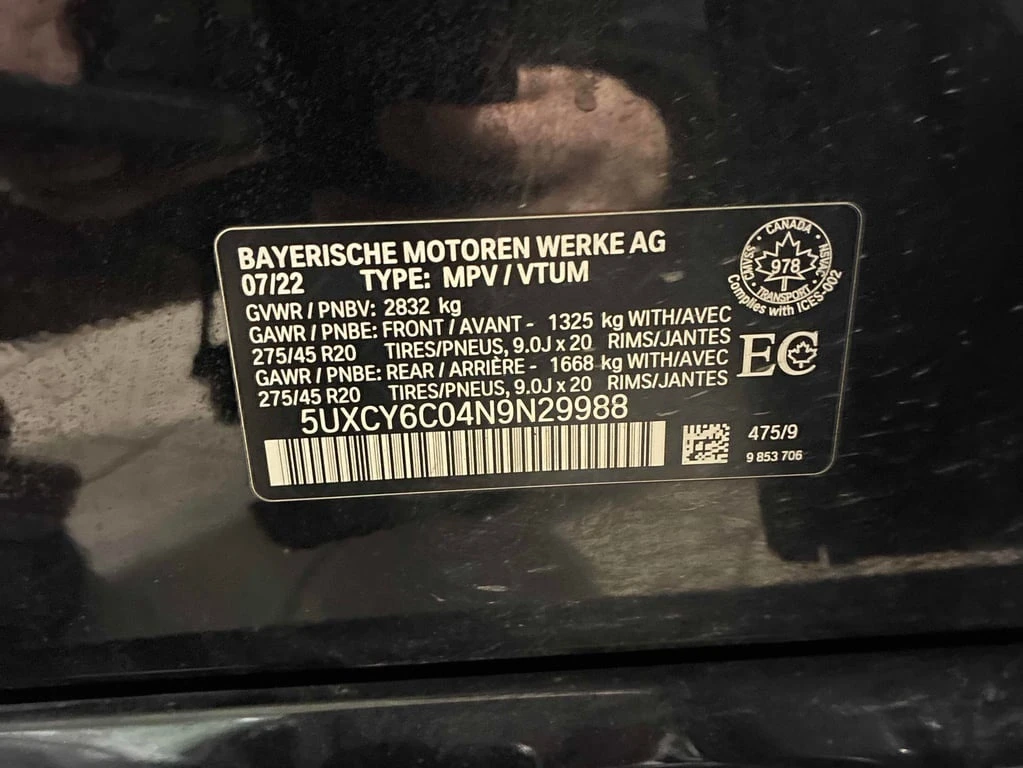 BAYERISCHE MOTOREN WERKE AG
07/22 TYPE: MPV / VTUM
GVWR / PNBV: 2832 kg
GAWR / PNBE: FRONT / AVANT - 1325 kg WITH/AVEC
275/45 R20 TIRES/PNEUS, 9.0J x 20 RIMS/JANTES
GAWR / PNBE: REAR / ARRIÈRE - 1668 kg WITH/AVEC
275/45 R20 TIRES/PNEUS, 9.0J x 20 RIMS/JANTES
5UXCY6C04N9N29988
CANADA
CMVSS
NSVAC
978
TRANSPORT
Complies with ICES-002
EC
475/9
9 853 706